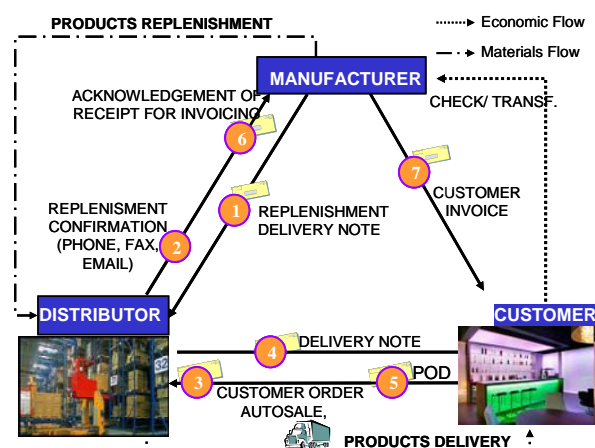 PRODUCTS REPLENISHMENT
Economic Flow
Materials Flow
MANUFACTURER
ACKNOWLEDGEMENT OF
RECEIPT FOR INVOICING
CHECK/ TRANSF.
6
7
CUSTOMER
INVOICE
1
REPLENISHMENT
DELIVERY NOTE
REPLENISMENT
CONFIRMATION
(PHONE, FAX,
EMAIL)
2
DISTRIBUTOR
CUSTOMER
4
DELIVERY NOTE
32
3
5
POD
CUSTOMER ORDER
AUTOSALE,
PRODUCTS DELIVERY